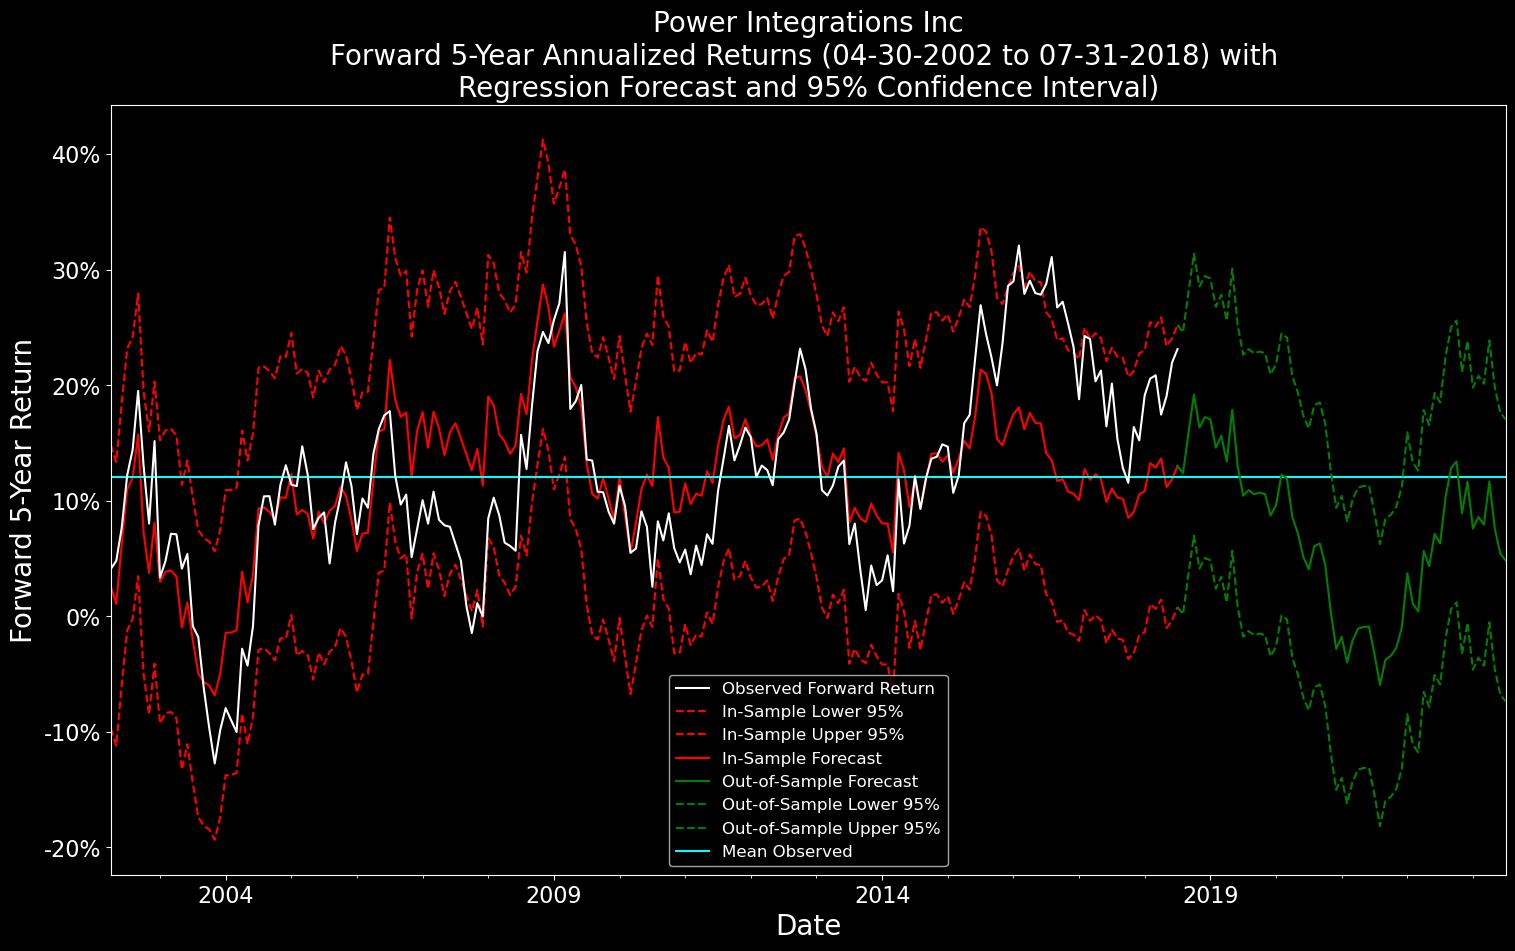 Power Integrations Inc
Forward 5-Year Annualized Returns (04-30-2002 to 07-31-2018) with
Regression Forecast and 95% Confidence Interval)
Forward 5-Year Return
40%
30%
20%
10%
0%
-10%
-20%
Observed Forward Return
In-Sample Lower 95%
In-Sample Upper 95%
In-Sample Forecast
Out-of-Sample Forecast
Out-of-Sample Lower 95%
Out-of-Sample Upper 95%
Mean Observed
2004 2009 2014 2019
Date